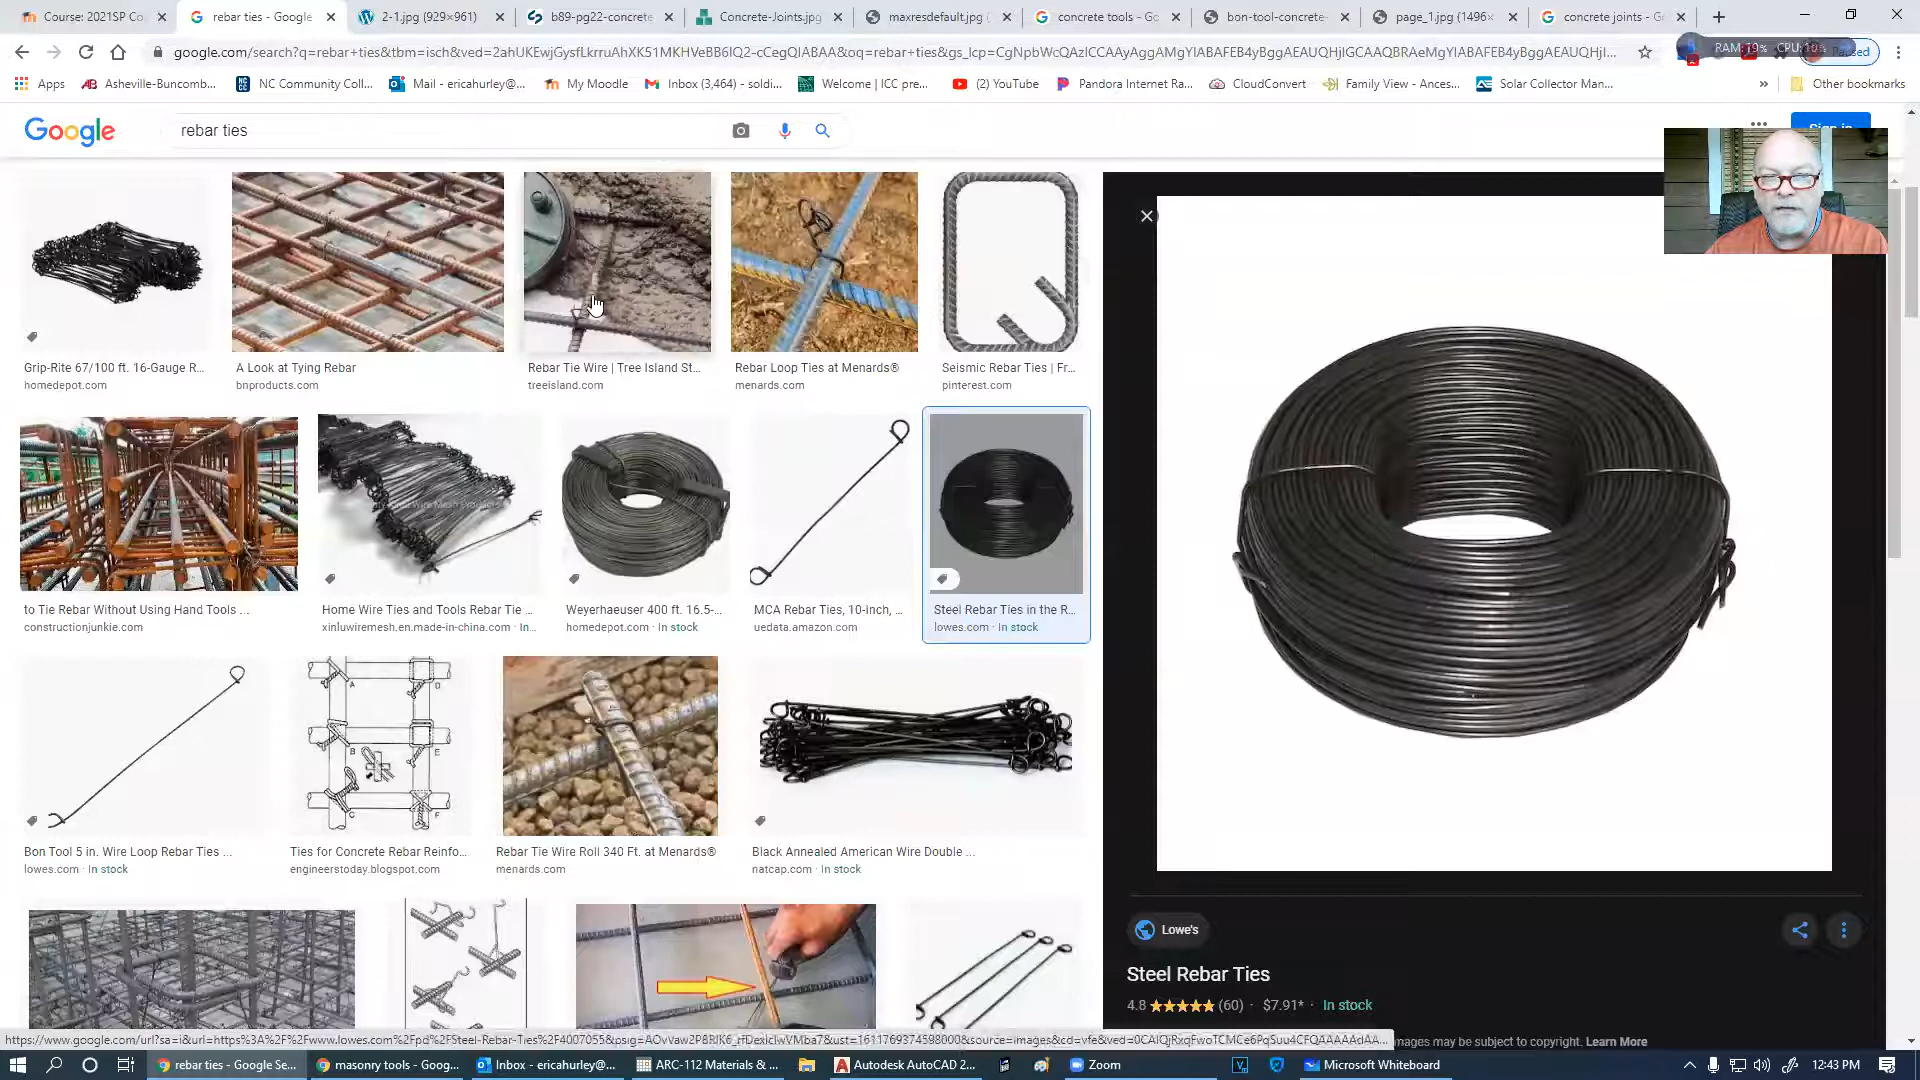 Course: 2021SP Co
rebar ties - Google
2-1.jpg (929×961)
b89-pg22-concrete
Concrete-Joints.jpg
maxresdefault.jpg
concrete tools - Go
bon-tool-concrete-
page_1.jpg (1496×
concrete joints - G
RAM: 19% CPU: 10%
Paused
Apps
Asheville-Buncomb...
NC Community Coll...
Mail - ericahurley@...
My Moodle
Inbox (3,464) - soldi...
Welcome | ICC pre...
(2) YouTube
Pandora Internet Ra...
CloudConvert
Family View - Ances...
Solar Collector Man...
»
Other bookmarks
Google
rebar ties
Sign in
Grip-Rite 67/100 ft. 16-Gauge R...
homedepot.com
A Look at Tying Rebar
bnproducts.com
Rebar Tie Wire | Tree Island St...
treeisland.com
Rebar Loop Ties at Menards®
menards.com
Seismic Rebar Ties | Fr...
pinterest.com
to Tie Rebar Without Using Hand Tools ...
constructionjunkie.com
Home Wire Ties and Tools Rebar Tie ...
xinluwiremesh.en.made-in-china.com · In...
Weyerhaeuser 400 ft. 16.5-...
homedepot.com · In stock
MCA Rebar Ties, 10-inch, ...
uedata.amazon.com
Steel Rebar Ties in the R...
lowes.com · In stock
A
D
B
E
C
F
Bon Tool 5 in. Wire Loop Rebar Ties ...
lowes.com · In stock
Ties for Concrete Rebar Reinfo...
engineerstoday.blogspot.com
Rebar Tie Wire Roll 340 Ft. at Menards®
menards.com
Black Annealed American Wire Double ...
natcap.com · In stock
Lowe's
Steel Rebar Ties
4.8 ★★★★★ (60) · $7.91* · In stock
mages may be subject to copyright. Learn More
rebar ties - Google Se...
masonry tools - Goog...
Inbox - ericahurley@...
ARC-112 Materials & ...
Autodesk AutoCAD 2...
Zoom
Microsoft Whiteboard
12:43 PM